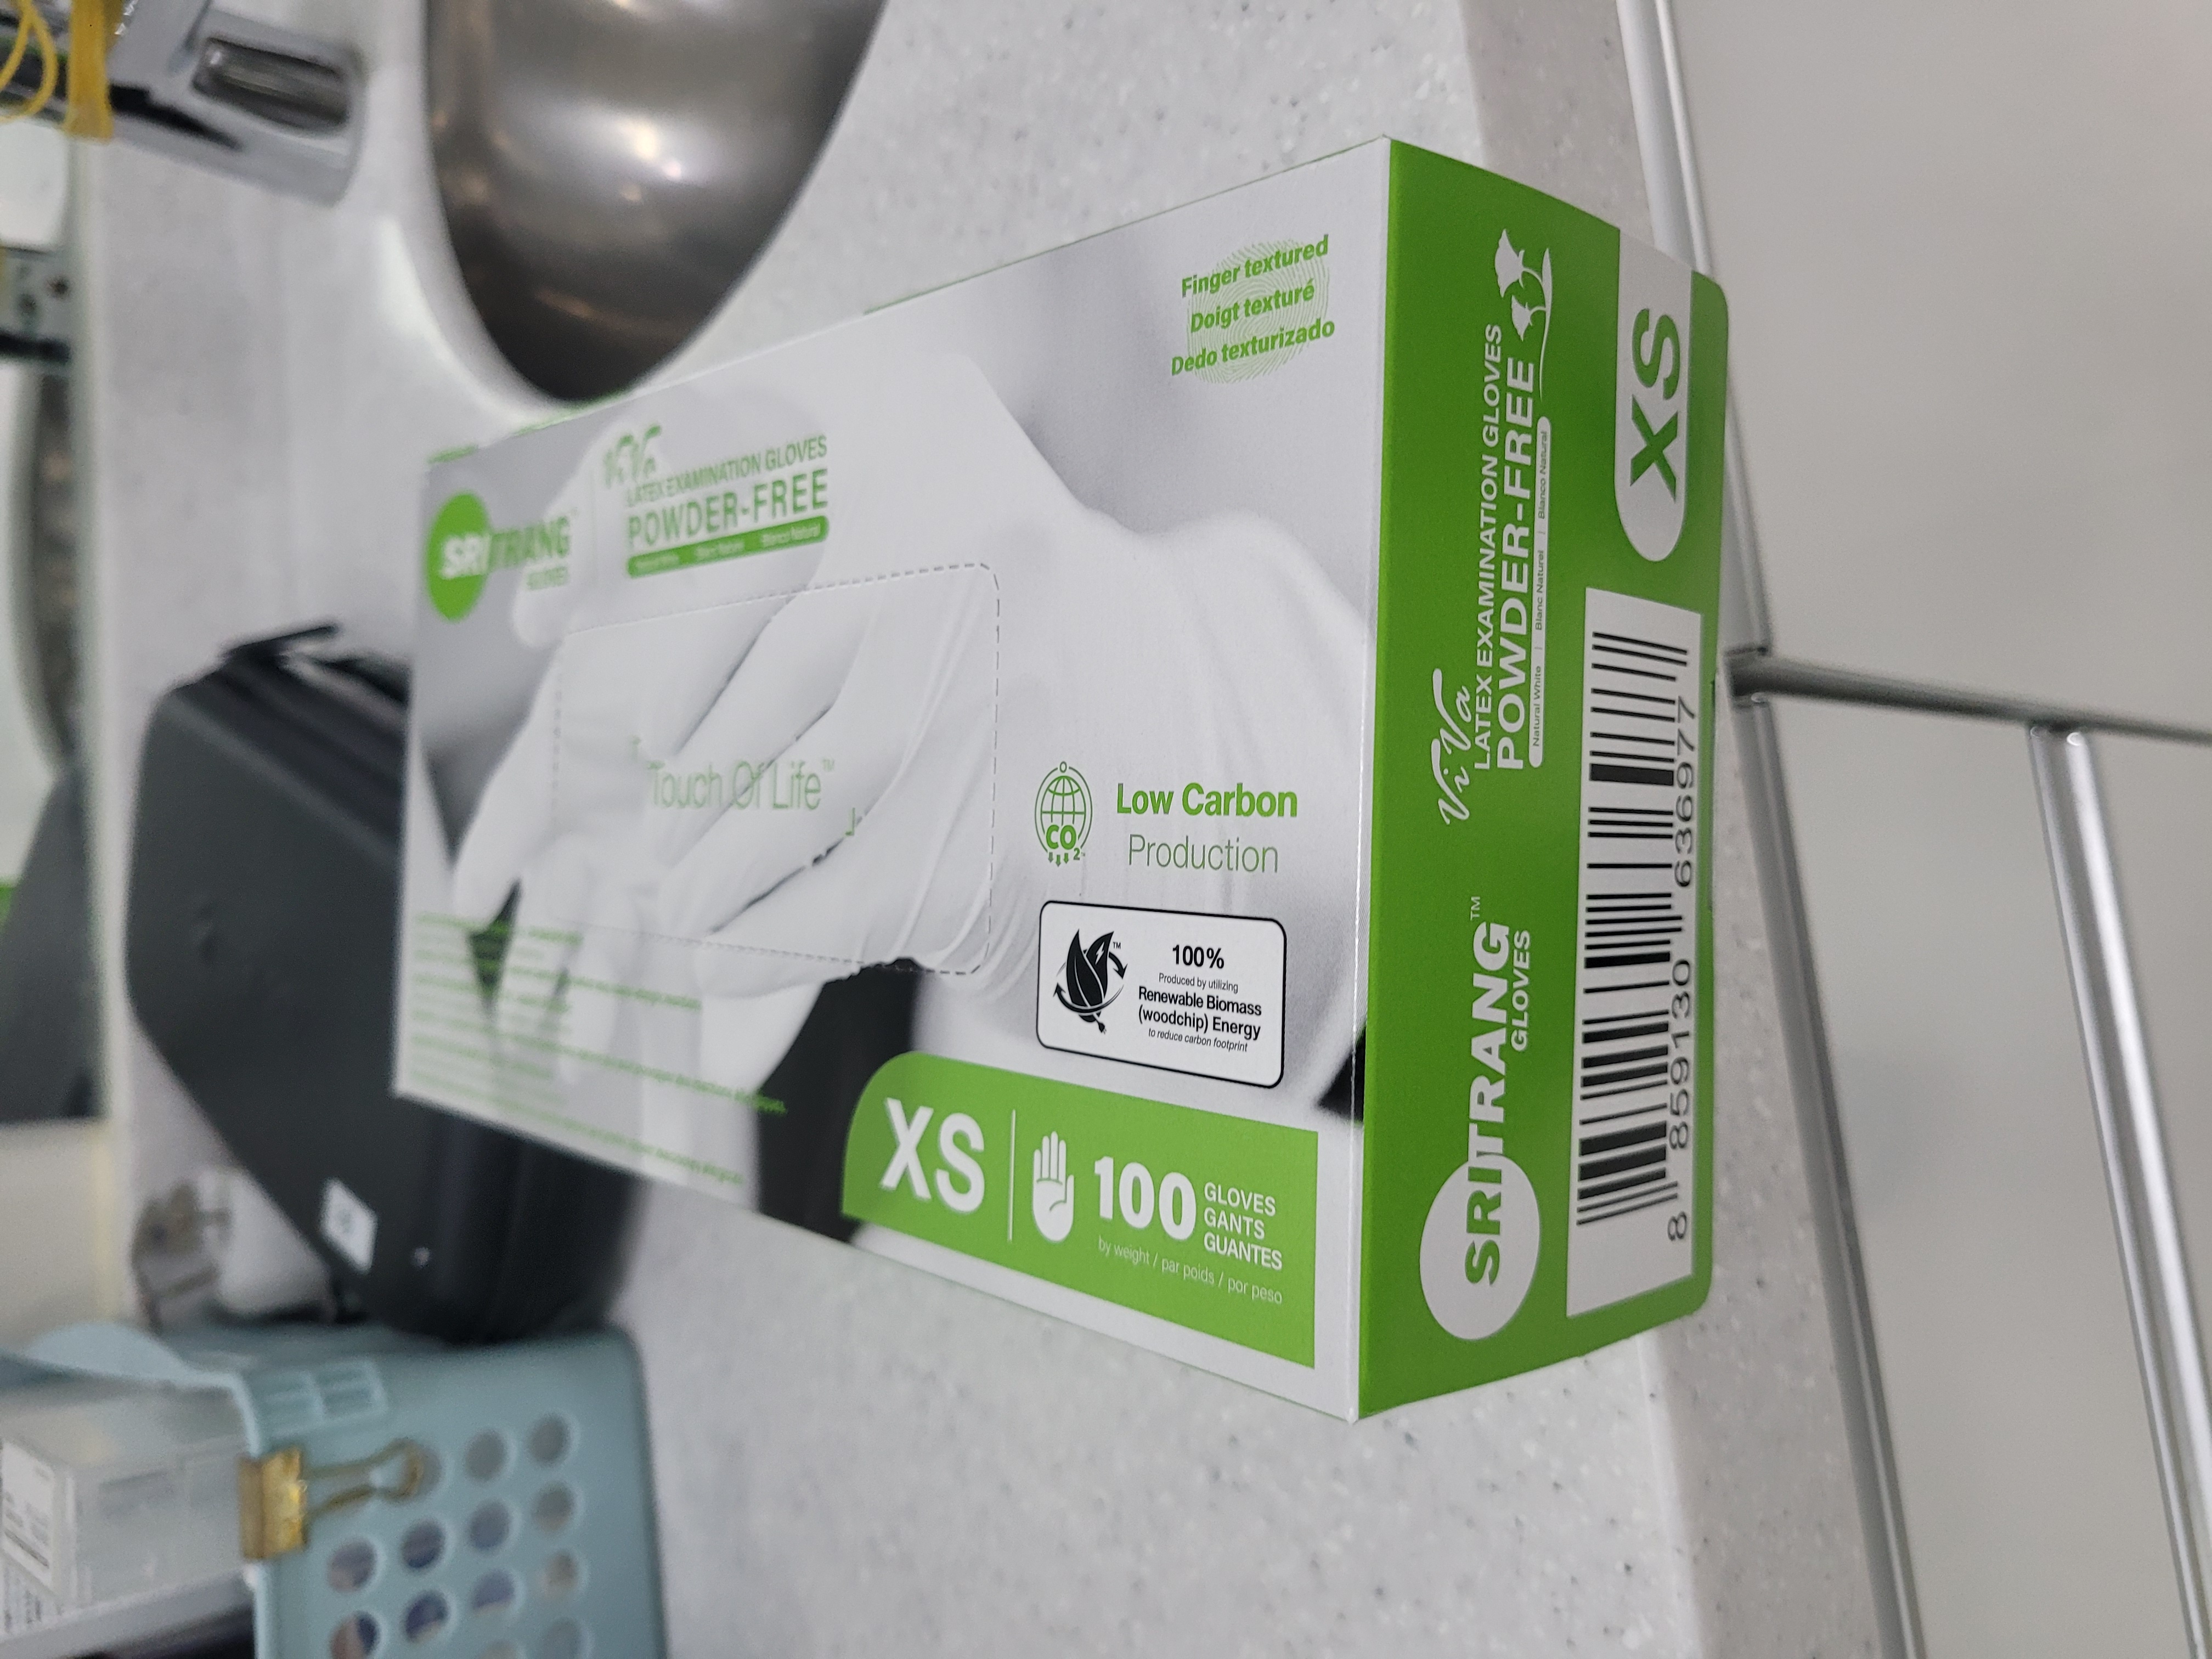 SRITRANG™
GLOVES
ViVa
LATEX EXAMINATION GLOVES
POWDER-FREE
Touch Of Life™
XS
100 GLOVES
GANTS
GUANTES
by weight / par poids / por peso
CO2
Low Carbon
Production
100%
Produced by utilizing
Renewable Biomass
(woodchip) Energy
to reduce carbon footprint
TM
Finger textured
Doigt texturé
Dedo texturizado
SRITRANG™
GLOVES
ViVa
LATEX EXAMINATION GLOVES
POWDER-FREE
Natural White | Blanc Naturel | Blanco Natural
8 859130 636977
XS